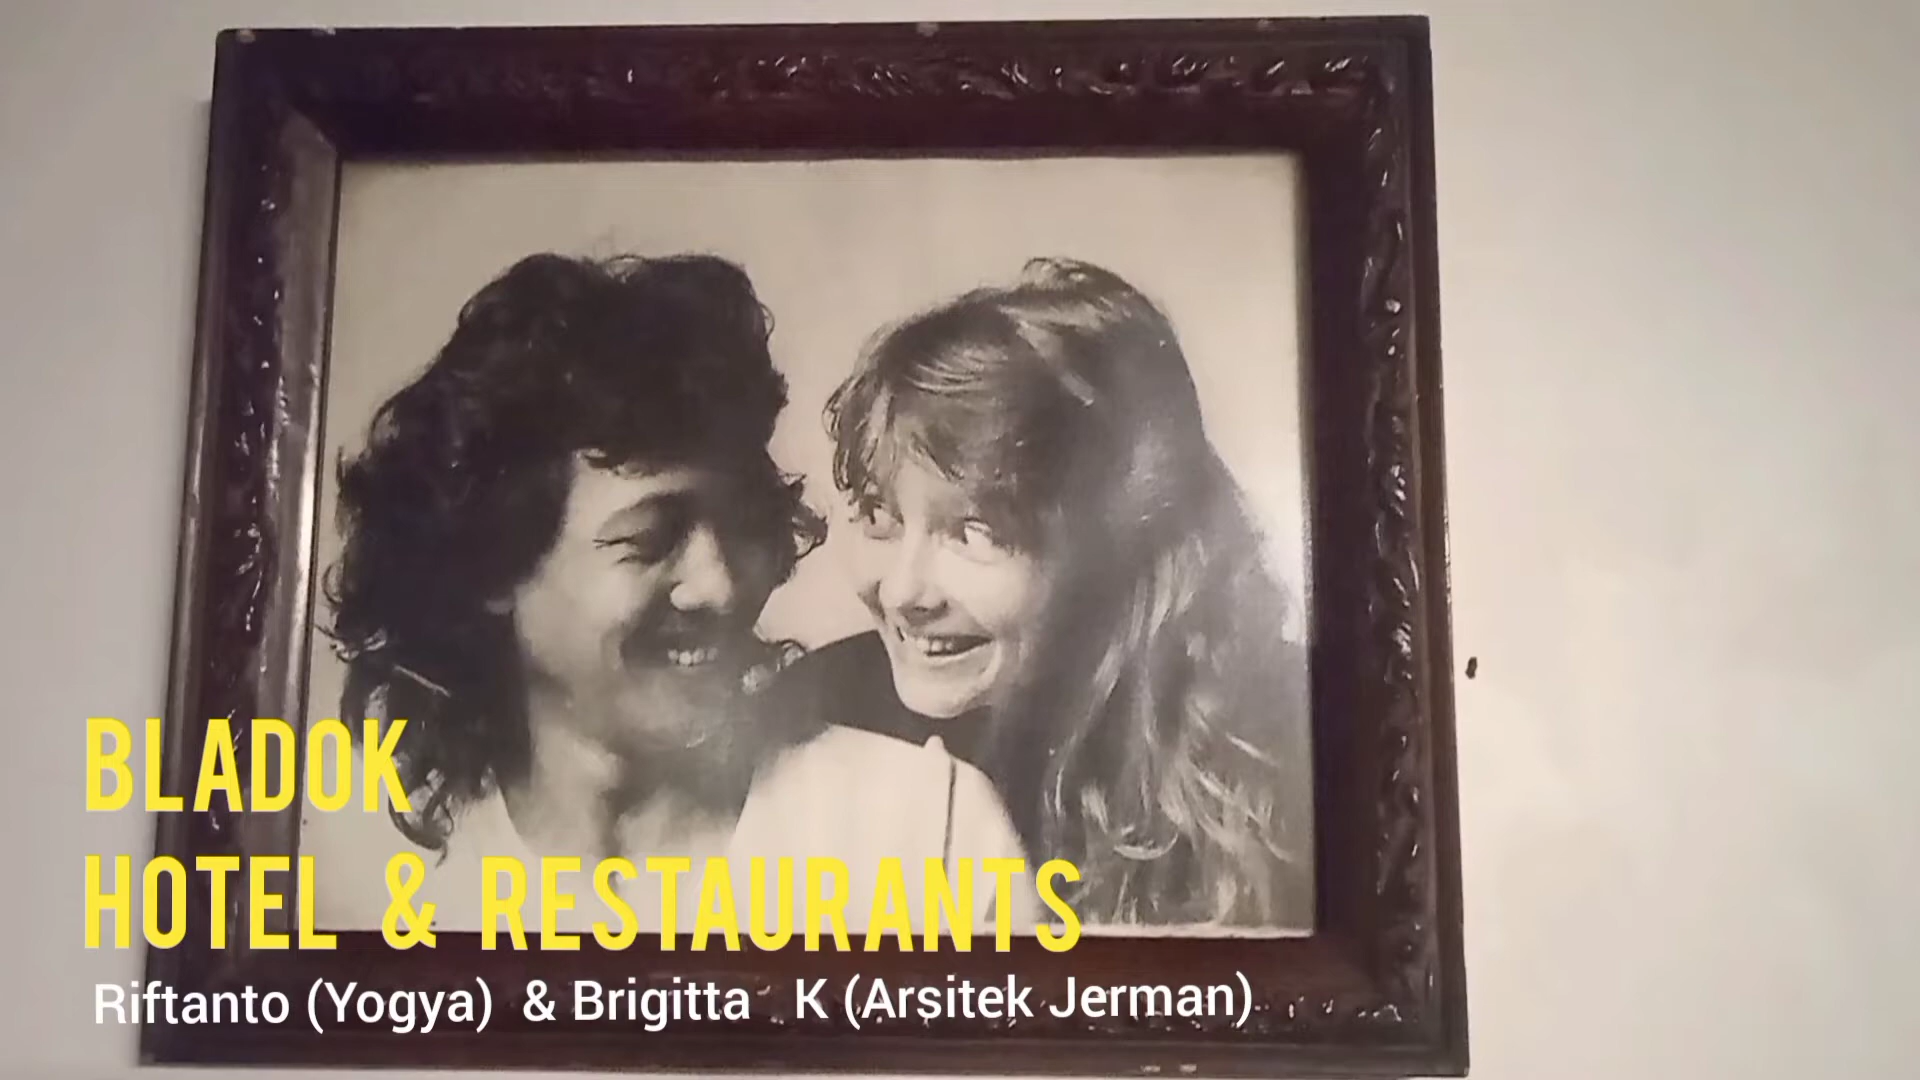 BLADOK
HOTEL & RESTAURANTS
Riftanto (Yogya) & Brigitta K (Arsitek Jerman)